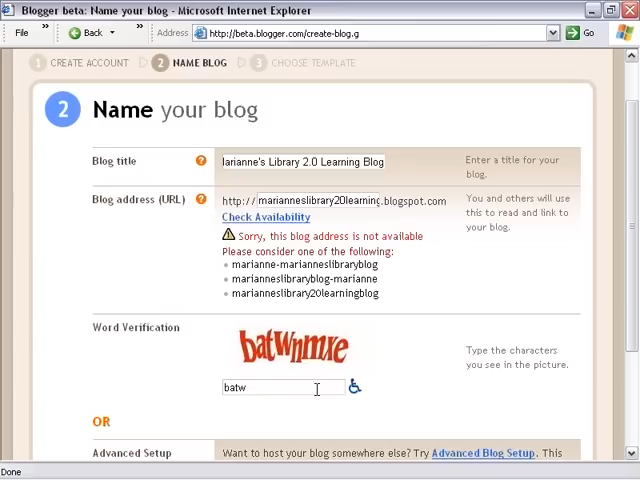 Blogger beta: Name your blog - Microsoft Internet Explorer
File » Back » Address http://beta.blogger.com/create-blog.g Go »
1 CREATE ACCOUNT 2 NAME BLOG 3 CHOOSE TEMPLATE
2 Name your blog
Blog title ? larianne's Library 2.0 Learning Blog Enter a title for your
blog.
Blog address (URL) ? http:// marianneslibrary20learning .blogspot.com You and others will use
Check Availability this to read and link to
your blog.
Sorry, this blog address is not available
Please consider one of the following:
marianne-marianneslibraryblog
marianneslibraryblog-marianne
marianneslibrary20learningblog
Word Verification
batwnmxe
Type the characters
you see in the picture.
batw
OR
Advanced Setup Want to host your blog somewhere else? Try Advanced Blog Setup. This
Done